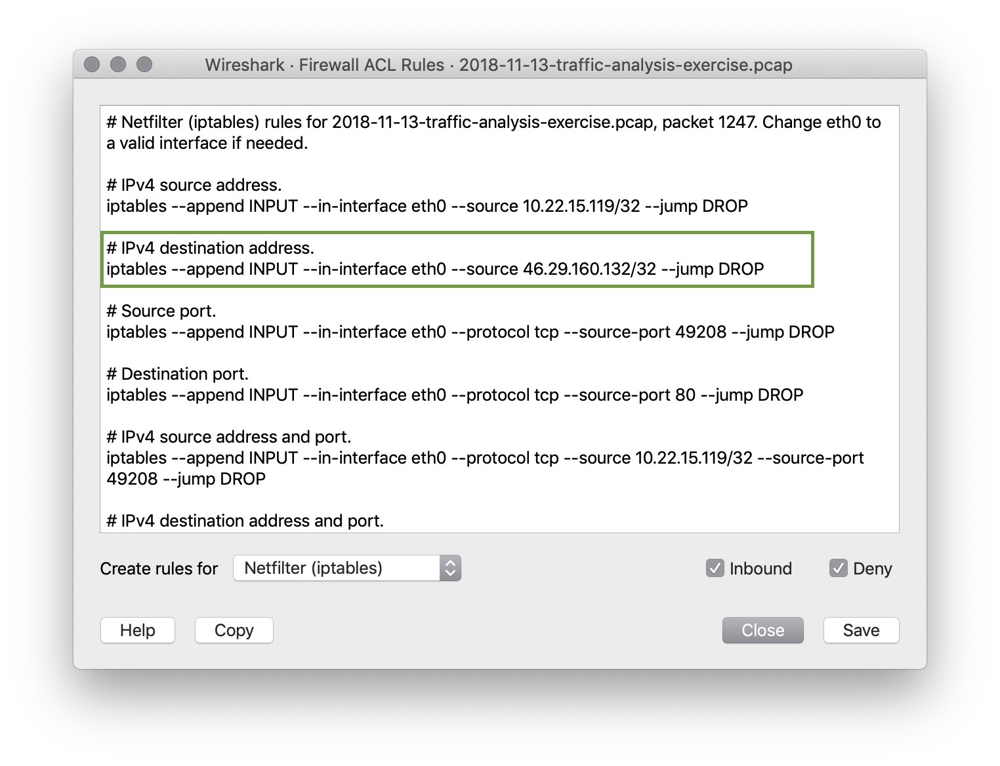 Wireshark · Firewall ACL Rules · 2018-11-13-traffic-analysis-exercise.pcap
# Netfilter (iptables) rules for 2018-11-13-traffic-analysis-exercise.pcap, packet 1247. Change eth0 to
a valid interface if needed.
# IPv4 source address.
iptables --append INPUT --in-interface eth0 --source 10.22.15.119/32 --jump DROP
# IPv4 destination address.
iptables --append INPUT --in-interface eth0 --source 46.29.160.132/32 --jump DROP
# Source port.
iptables --append INPUT --in-interface eth0 --protocol tcp --source-port 49208 --jump DROP
# Destination port.
iptables --append INPUT --in-interface eth0 --protocol tcp --source-port 80 --jump DROP
# IPv4 source address and port.
iptables --append INPUT --in-interface eth0 --protocol tcp --source 10.22.15.119/32 --source-port
49208 --jump DROP
# IPv4 destination address and port.
Create rules for Netfilter (iptables) Inbound Deny
Help Copy Close Save